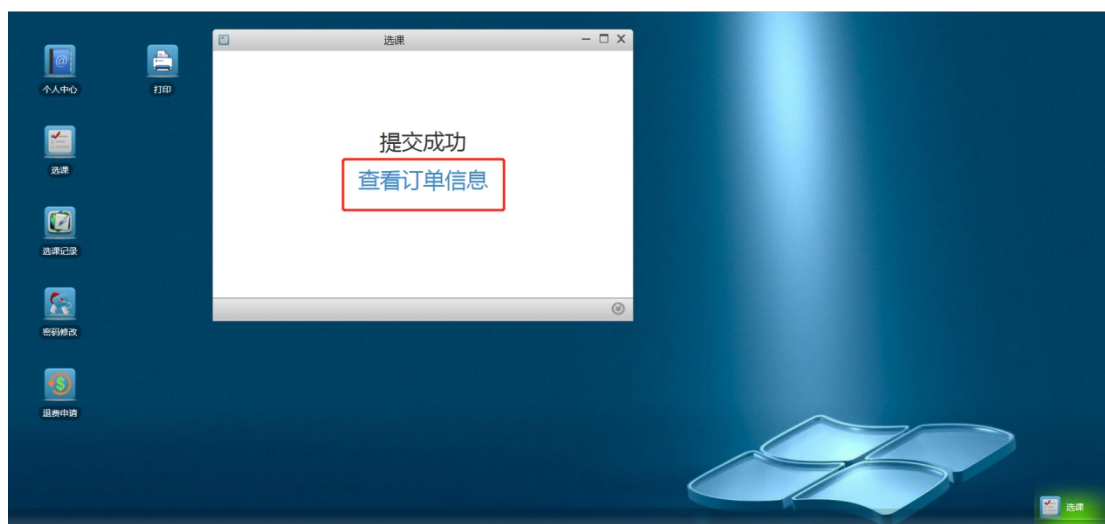 个人中心
打印
选课
选课记录
密码修改
退费申请
选课
提交成功
查看订单信息
选课